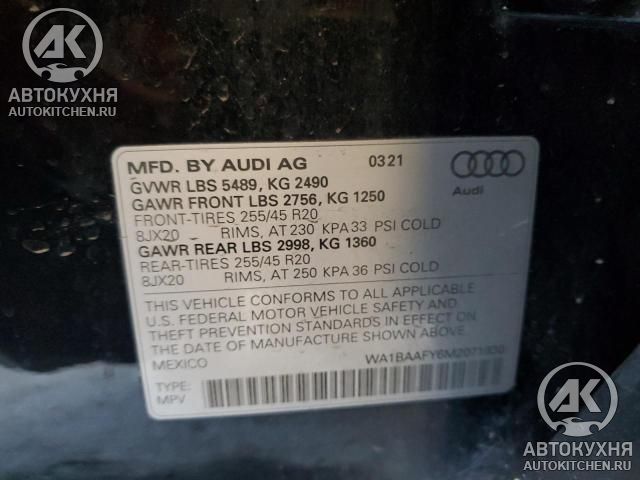 АК
АВТОКУХНЯ
AUTOKITCHEN.RU
MFD. BY AUDI AG 0321
GVWR LBS 5489, KG 2490
GAWR FRONT LBS 2756, KG 1250
FRONT-TIRES 255/45 R20
8JX20 RIMS, AT 230 KPA 33 PSI COLD
GAWR REAR LBS 2998, KG 1360
REAR-TIRES 255/45 R20
8JX20 RIMS, AT 250 KPA 36 PSI COLD
Audi
THIS VEHICLE CONFORMS TO ALL APPLICABLE
U.S. FEDERAL MOTOR VEHICLE SAFETY AND
THEFT PREVENTION STANDARDS IN EFFECT ON
THE DATE OF MANUFACTURE SHOWN ABOVE.
MEXICO
TYPE:
MPV
АК
АВТОКУХНЯ
AUTOKITCHEN.RU